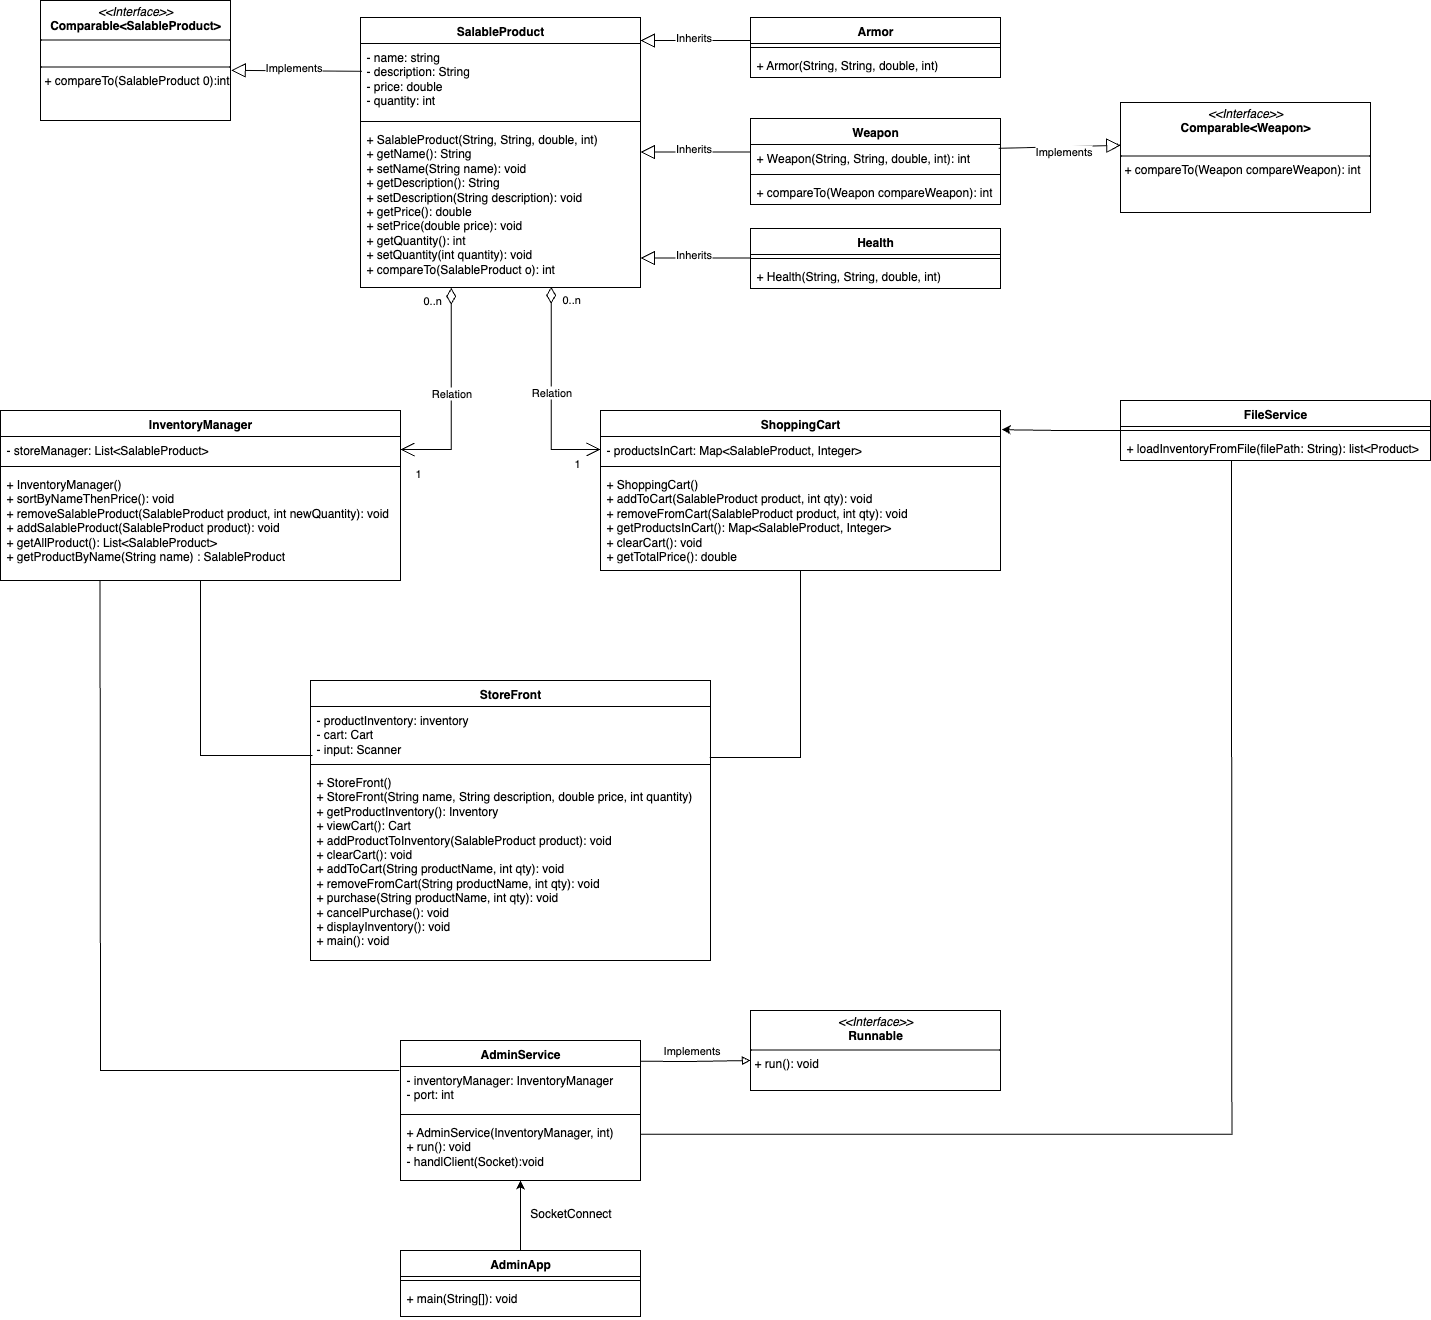 <<Interface>>
Comparable<SalableProduct>
+ compareTo(SalableProduct 0):int
Implements
SalableProduct
- name: string
- description: String
- price: double
- quantity: int
+ SalableProduct(String, String, double, int)
+ getName(): String
+ setName(String name): void
+ getDescription(): String
+ setDescription(String description): void
+ getPrice(): double
+ setPrice(double price): void
+ getQuantity(): int
+ setQuantity(int quantity): void
+ compareTo(SalableProduct o): int
Inherits
Armor
+ Armor(String, String, double, int)
Inherits
Weapon
+ Weapon(String, String, double, int): int
+ compareTo(Weapon compareWeapon): int
Implements
<<Interface>>
Comparable<Weapon>
+ compareTo(Weapon compareWeapon): int
Inherits
Health
+ Health(String, String, double, int)
0..n
0..n
Relation
Relation
1
1
InventoryManager
- storeManager: List<SalableProduct>
+ InventoryManager()
+ sortByNameThenPrice(): void
+ removeSalableProduct(SalableProduct product, int newQuantity): void
+ addSalableProduct(SalableProduct product): void
+ getAllProduct(): List<SalableProduct>
+ getProductByName(String name) : SalableProduct
ShoppingCart
- productsInCart: Map<SalableProduct, Integer>
+ ShoppingCart()
+ addToCart(SalableProduct product, int qty): void
+ removeFromCart(SalableProduct product, int qty): void
+ getProductsInCart(): Map<SalableProduct, Integer>
+ clearCart(): void
+ getTotalPrice(): double
FileService
+ loadInventoryFromFile(filePath: String): list<Product>
StoreFront
- productInventory: inventory
- cart: Cart
- input: Scanner
+ StoreFront()
+ StoreFront(String name, String description, double price, int quantity)
+ getProductInventory(): Inventory
+ viewCart(): Cart
+ addProductToInventory(SalableProduct product): void
+ clearCart(): void
+ addToCart(String productName, int qty): void
+ removeFromCart(String productName, int qty): void
+ purchase(String productName, int qty): void
+ cancelPurchase(): void
+ displayInventory(): void
+ main(): void
AdminService
- inventoryManager: InventoryManager
- port: int
+ AdminService(InventoryManager, int)
+ run(): void
- handlClient(Socket):void
Implements
<<Interface>>
Runnable
+ run(): void
SocketConnect
AdminApp
+ main(String[]): void